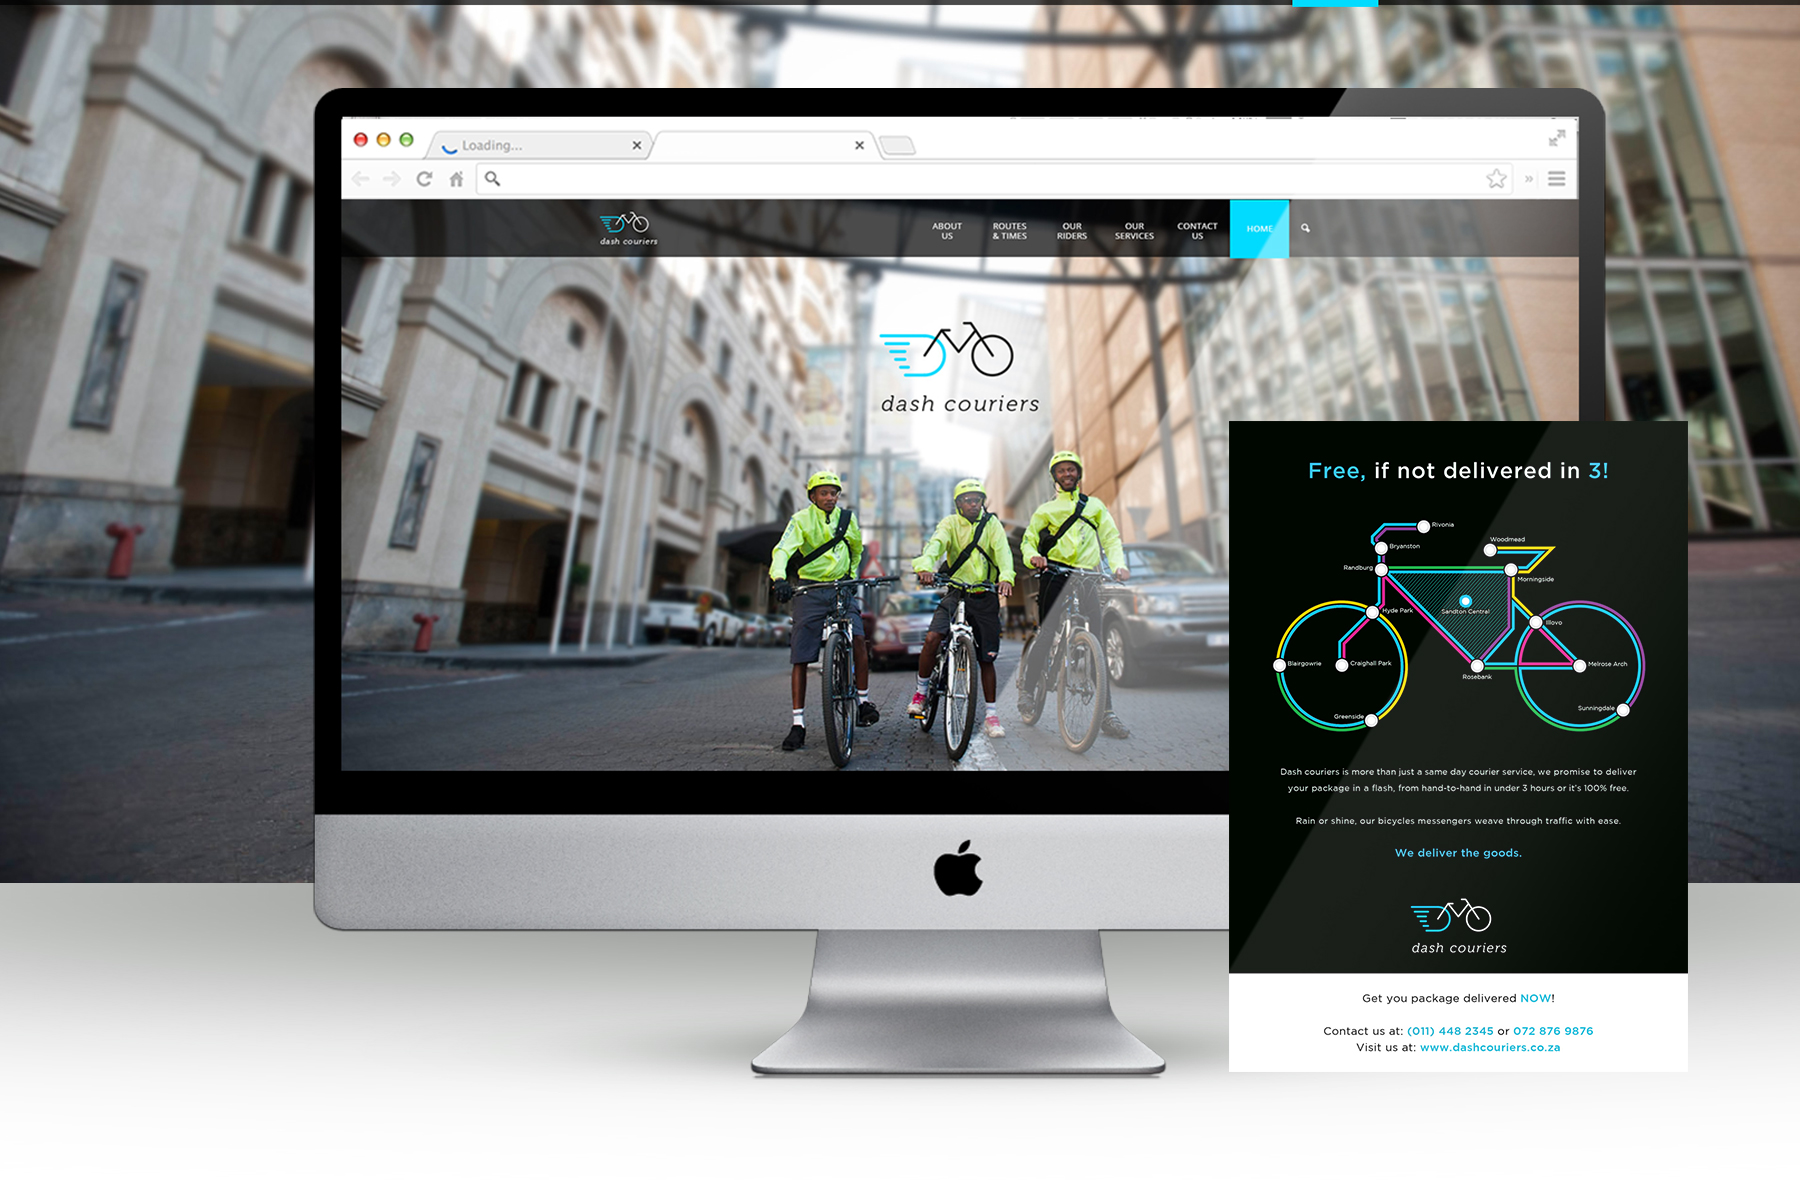 Loading...
dash couriers
ABOUT
US
ROUTES
& TIMES
OUR
RIDERS
OUR
SERVICES
CONTACT
US
HOME
dash couriers
Free, if not delivered in 3!
Rivonia
Woodmead
Bryanston
Randburg
Morningside
Sandton Central
Hyde Park
Illovo
Blairgowrie
Craighall Park
Melrose Arch
Rosebank
Sunningdale
Greenside
Dash couriers is more than just a same day courier service, we promise to deliver
your package in a flash, from hand-to-hand in under 3 hours or it's 100% free.
Rain or shine, our bicycles messengers weave through traffic with ease.
We deliver the goods.
dash couriers
Get you package delivered NOW!
Contact us at: (011) 448 2345 or 072 876 9876
Visit us at: www.dashcouriers.co.za